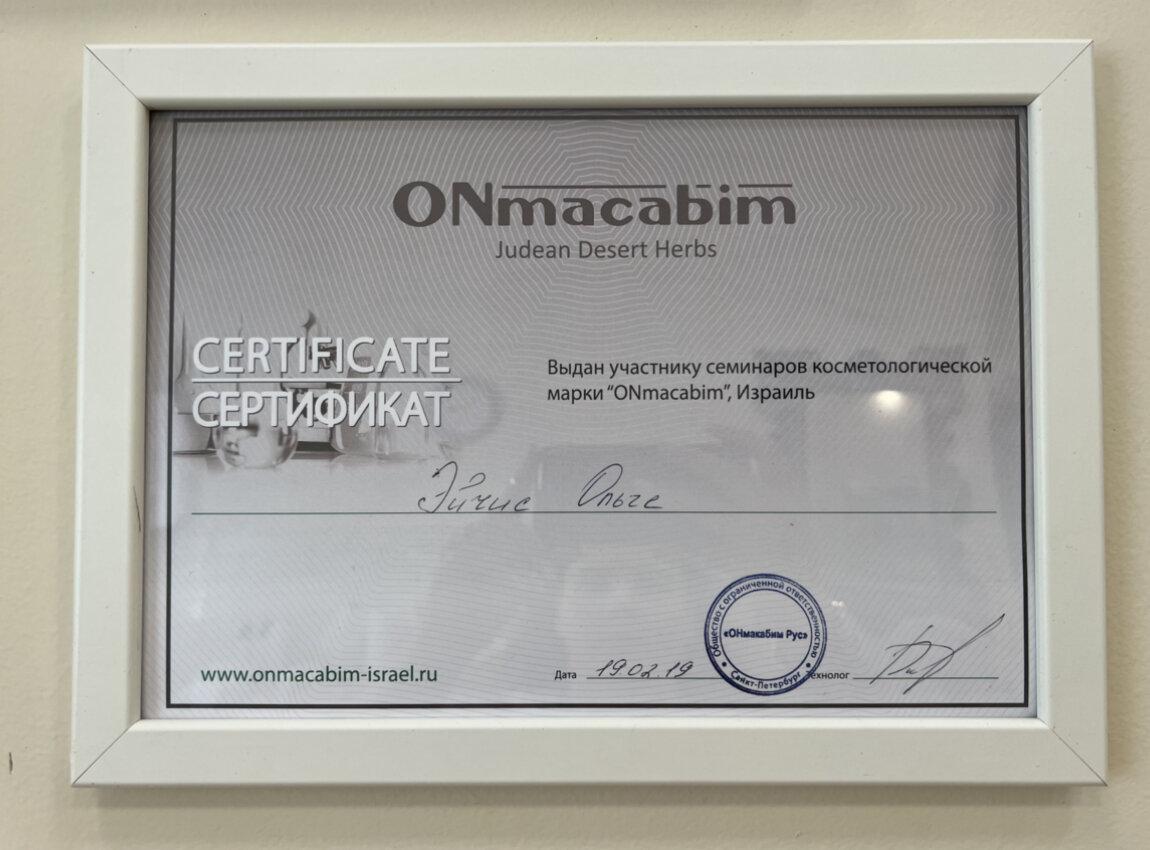 ONmacabim
Judean Desert Herbs
CERTIFICATE
СЕРТИФИКАТ
Выдан участнику семинаров косметологической
марки “ONmacabim”, Израиль
Эйчис Ольге
www.onmacabim-israel.ru
Дата 19.02.19
Общество с ограниченной ответственностью
«ОНмакабим Рус»
Санкт-Петербург
Технолог